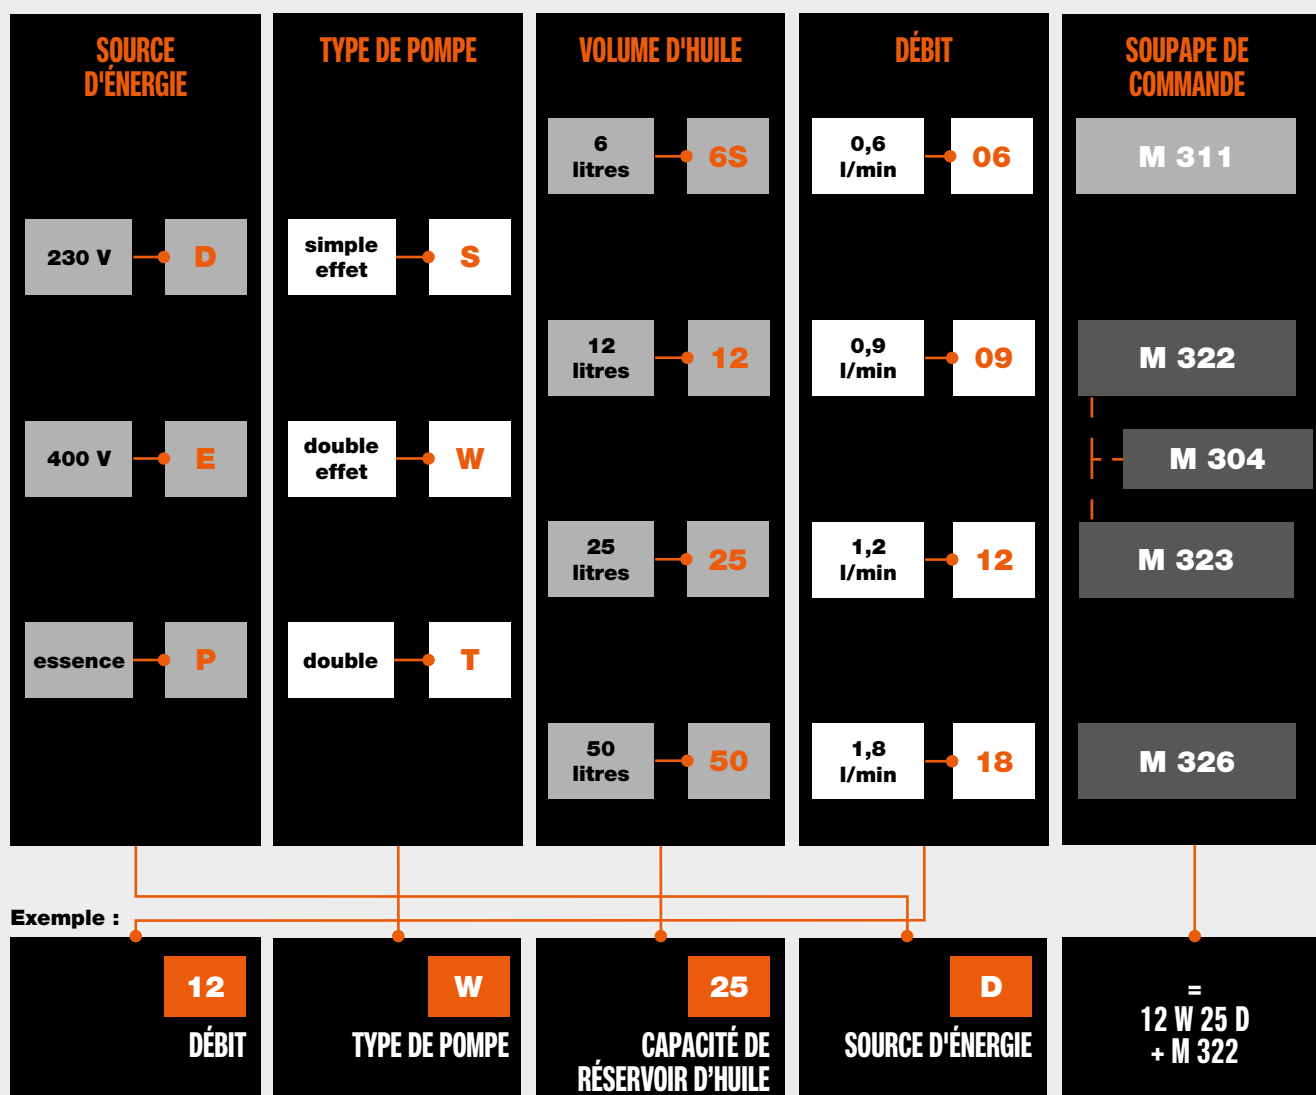 SOURCE
D'ÉNERGIE
230 V
D
400 V
E
essence
P
TYPE DE POMPE
simple
effet
S
double
effet
W
double
T
VOLUME D'HUILE
6
litres
6S
12
litres
12
25
litres
25
50
litres
50
DÉBIT
0,6
l/min
06
0,9
l/min
09
1,2
l/min
12
1,8
l/min
18
SOUPAPE DE
COMMANDE
M 311
M 322
M 304
M 323
M 326
Exemple :
12
DÉBIT
W
TYPE DE POMPE
25
CAPACITÉ DE
RÉSERVOIR D’HUILE
D
SOURCE D'ÉNERGIE
=
12 W 25 D
+ M 322